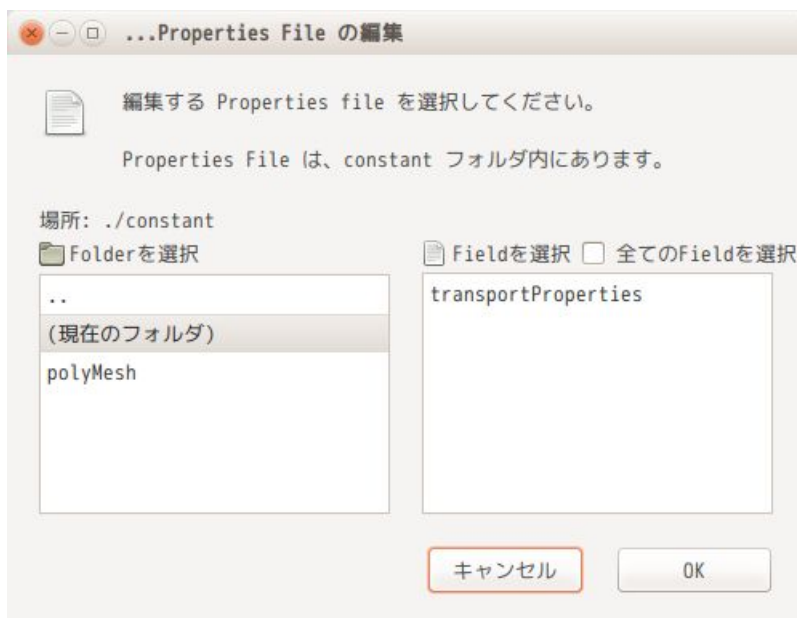 ...Properties File の編集
編集する Properties file を選択してください。
Properties File は、constant フォルダ内にあります。
場所: ./constant
Folderを選択
Fieldを選択 全てのFieldを選択
..
(現在のフォルダ)
polyMesh
transportProperties
キャンセル OK